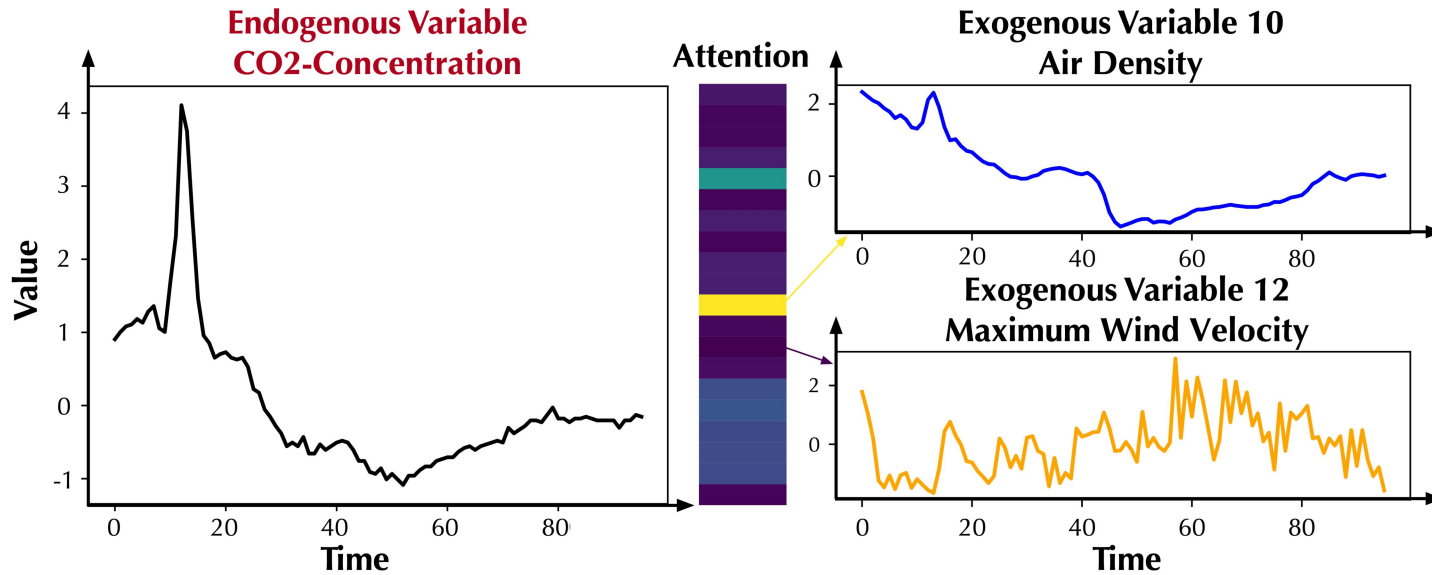 Endogenous Variable
CO2-Concentration
Value
4
3
2
1
0
-1
0
20
40
60
80
Time
Attention
Exogenous Variable 10
Air Density
2
0
0
20
40
60
80
Exogenous Variable 12
Maximum Wind Velocity
2
0
0
20
40
60
80
Time